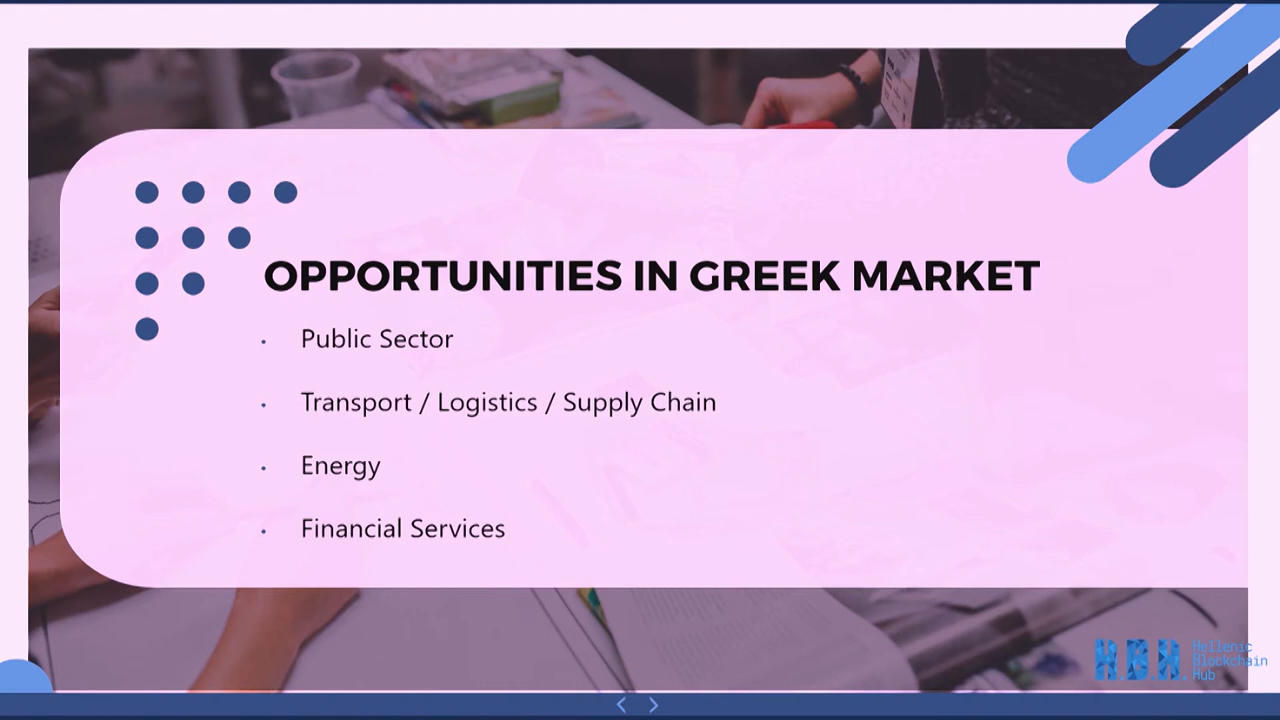 OPPORTUNITIES IN GREEK MARKET
• Public Sector
• Transport / Logistics / Supply Chain
• Energy
• Financial Services
H.B.H.
Hellenic
Blockchain
Hub